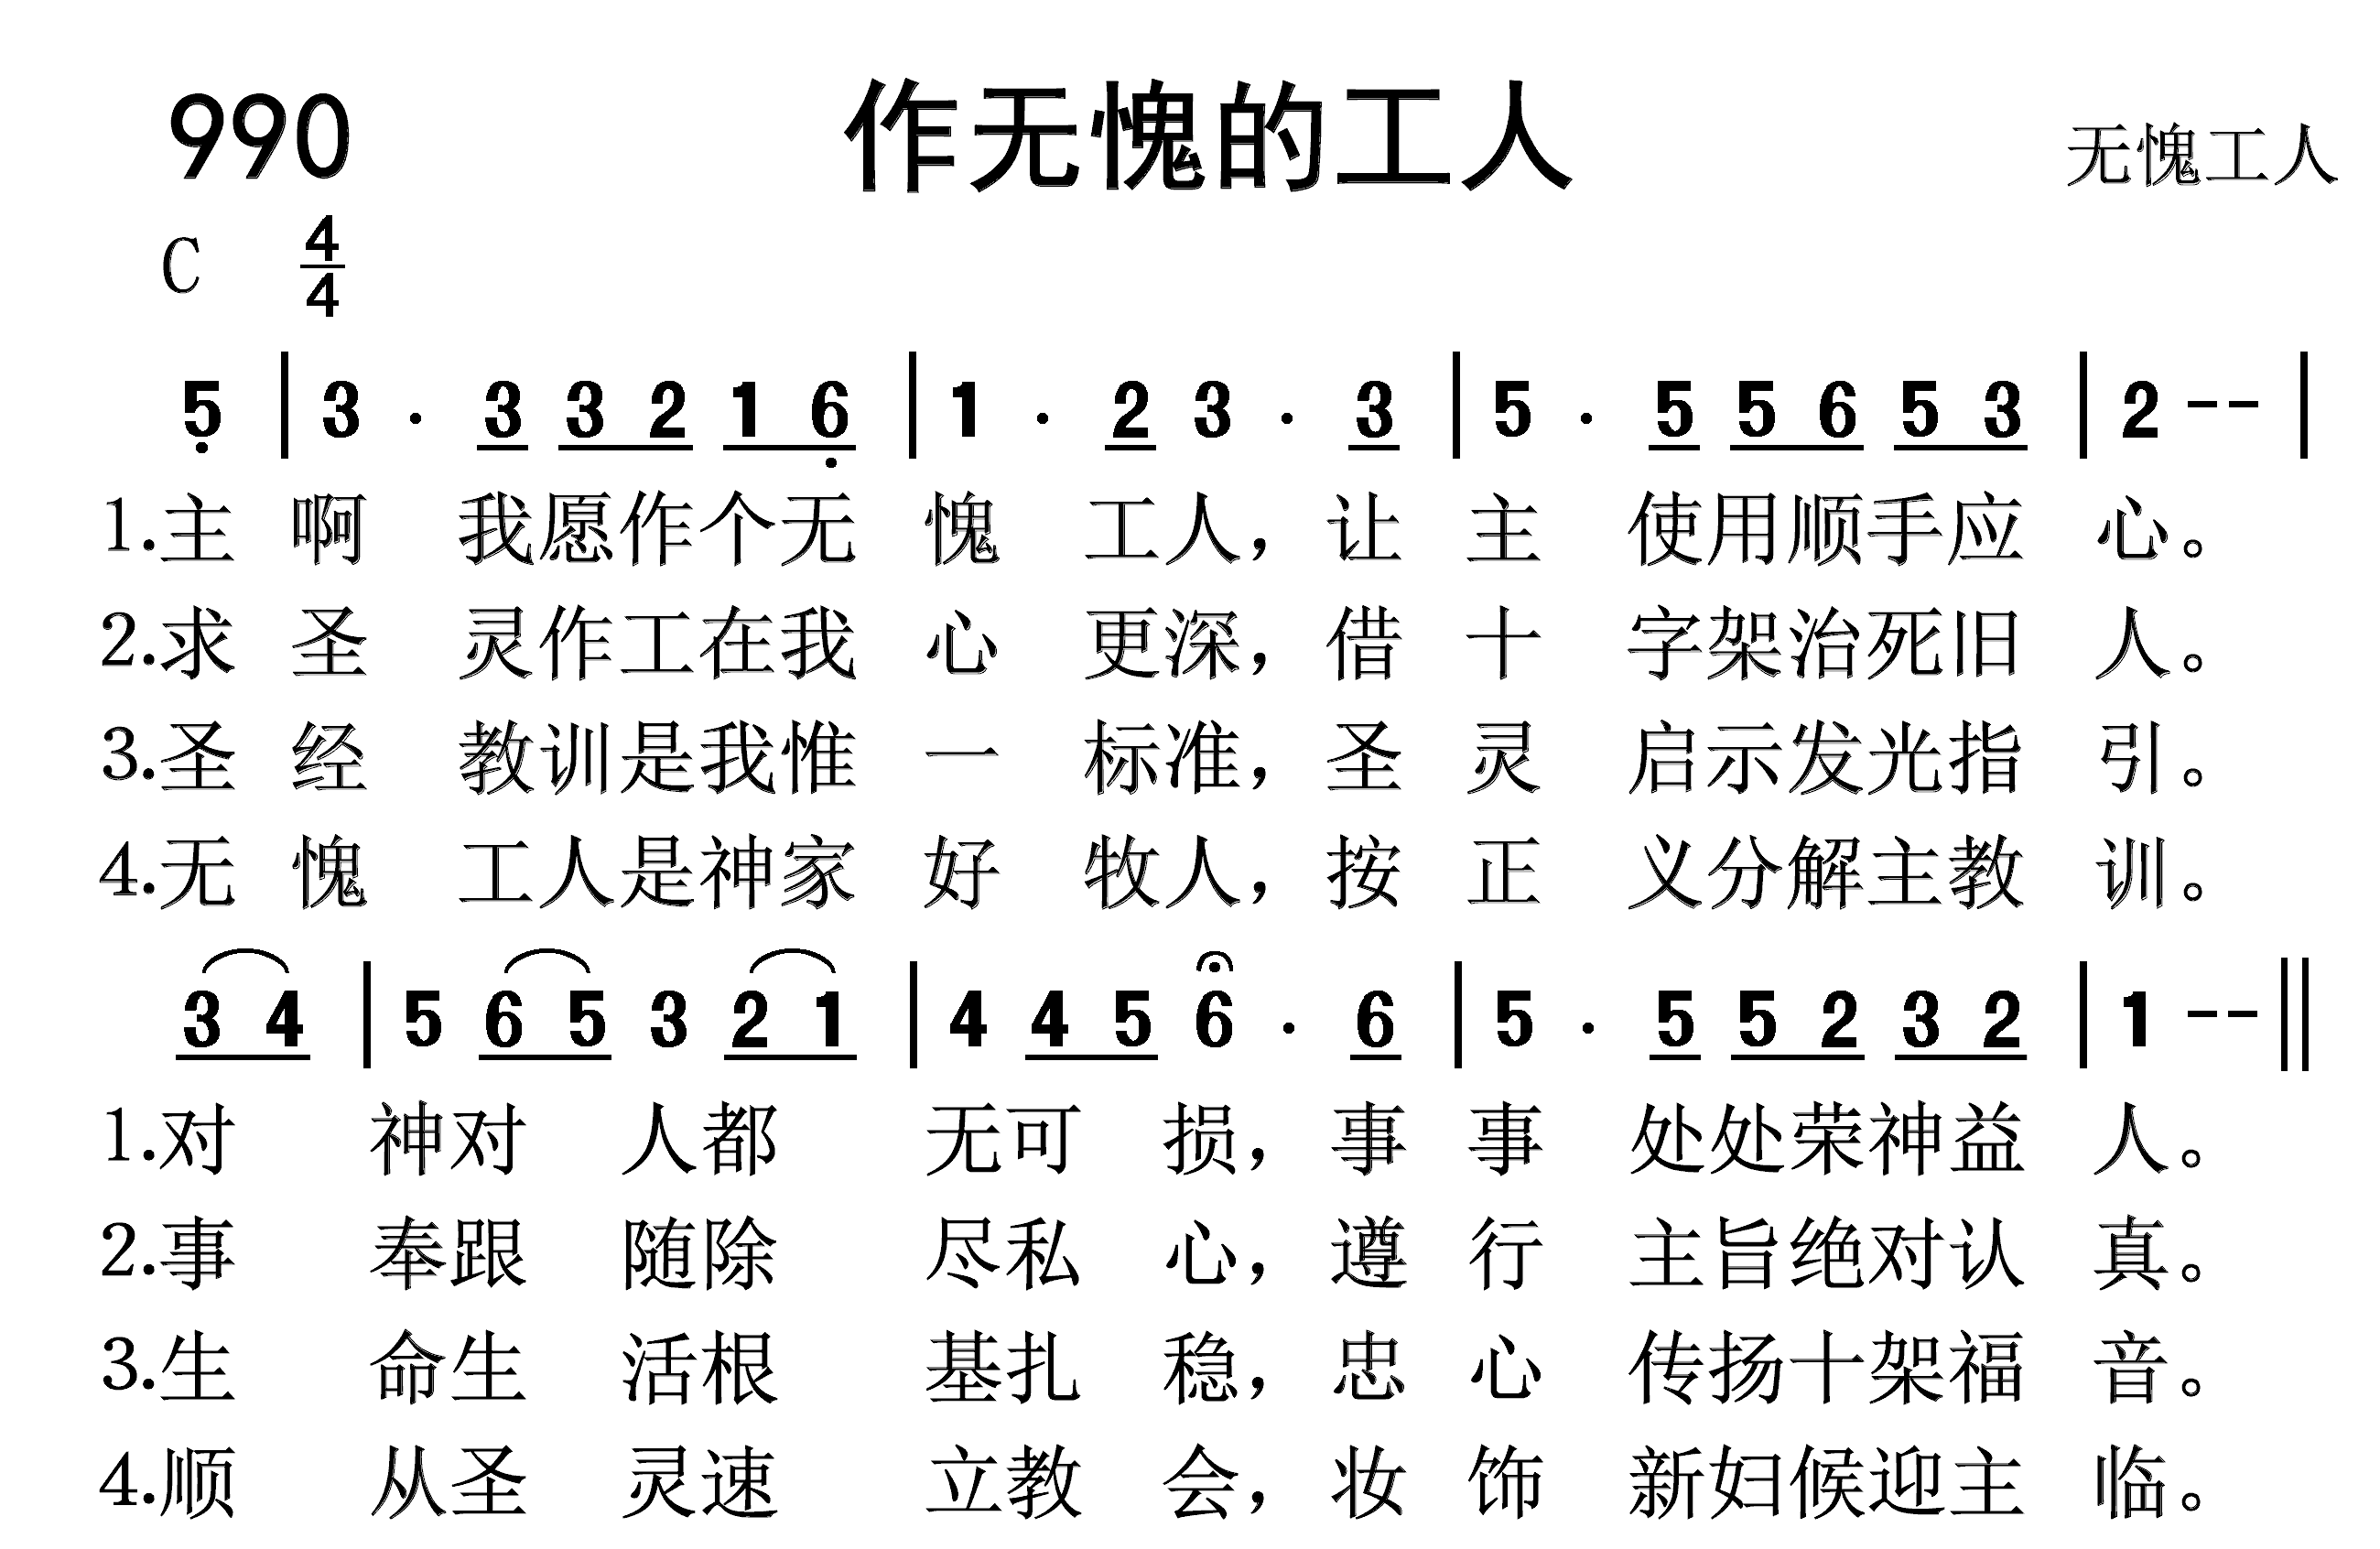 990 作无愧的工人 无愧工人
C 4/4
5 | 3 · 3 3 2 1 6 | 1 · 2 3 · 3 | 5 · 5 5 6 5 3 | 2 -- |
1.主 啊 我愿作个无 愧 工人，让 主 使用顺手应 心。
2.求 圣 灵作工在我 心 更深，借 十 字架治死旧 人。
3.圣 经 教训是我惟 一 标准，圣 灵 启示发光指 引。
4.无 愧 工人是神家 好 牧人，按 正 义分解主教 训。
3 4 | 5 6 5 3 2 1 | 4 4 5 6 · 6 | 5 · 5 5 2 3 2 | 1 -- ||
1.对 神对 人都 无可 损，事 事 处处荣神益 人。
2.事 奉跟 随除 尽私 心，遵 行 主旨绝对认 真。
3.生 命生 活根 基扎 稳，忠 心 传扬十架福 音。
4.顺 从圣 灵速 立教 会，妆 饰 新妇候迎主 临。